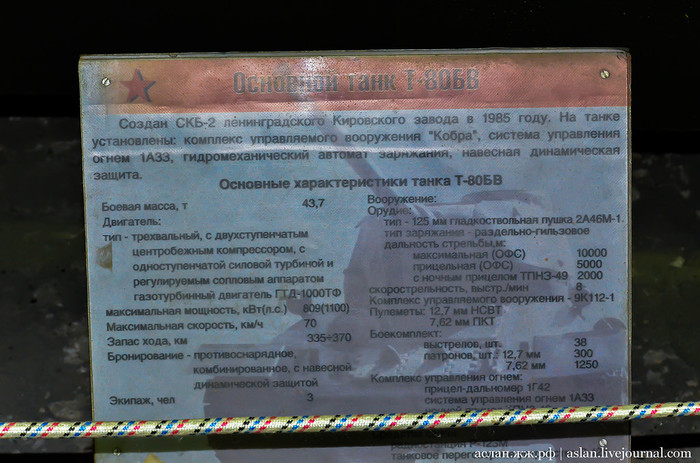 Основной танк Т-80БВ
Создан СКБ-2 ленинградского Кировского завода в 1985 году. На танке
установлены: комплекс управляемого вооружения "Кобра", система управления
огнем 1А33, гидромеханический автомат заряжания, навесная динамическая
защита.
Основные характеристики танка Т-80БВ
Боевая масса, т 43,7
Двигатель:
тип - трехвальный, с двухступенчатым
центробежным компрессором, с
одноступенчатой силовой турбиной и
регулируемым сопловым аппаратом
газотурбинный двигатель ГТД-1000ТФ
максимальная мощность, кВт(л.с.) 809(1100)
Максимальная скорость, км/ч 70
Запас хода, км 335÷370
Бронирование - противоснарядное,
комбинированное, с навесной
динамической защитой
Экипаж, чел 3
Вооружение:
Орудие:
тип - 125 мм гладкоствольная пушка 2А46М-1
тип заряжания - раздельно-гильзовое
дальность стрельбы,м:
максимальная (ОФС) 10000
прицельная (ОФС) 5000
с ночным прицелом ТПН3-49 2000
скорострельность, выстр./мин 8
Комплекс управляемого вооружения - 9К112-1
Пулеметы: 12,7 мм НСВТ
7,62 мм ПКТ
Боекомплект:
выстрелов, шт. 38
патронов, шт.: 12,7 мм 300
7,62 мм 1250
Комплекс управления огнем:
прицел-дальномер 1Г42
система управления огнем 1А33
радиостанция Р-123М
танковое
аслан.жж.рф | aslan.livejournal.com